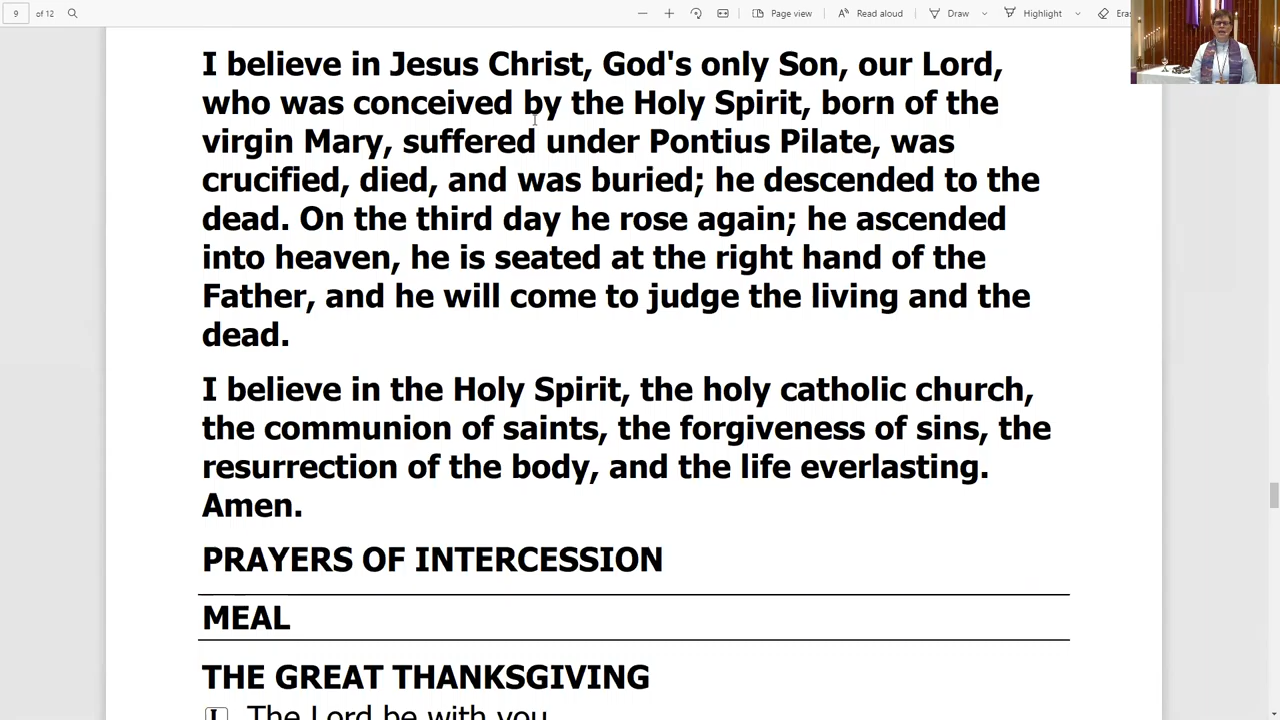 9 of 12 Page view Read aloud Draw Highlight
I believe in Jesus Christ, God's only Son, our Lord,
who was conceived by the Holy Spirit, born of the
virgin Mary, suffered under Pontius Pilate, was
crucified, died, and was buried; he descended to the
dead. On the third day he rose again; he ascended
into heaven, he is seated at the right hand of the
Father, and he will come to judge the living and the
dead.
I believe in the Holy Spirit, the holy catholic church,
the communion of saints, the forgiveness of sins, the
resurrection of the body, and the life everlasting.
Amen.
PRAYERS OF INTERCESSION
MEAL
THE GREAT THANKSGIVING
L The Lord be with you